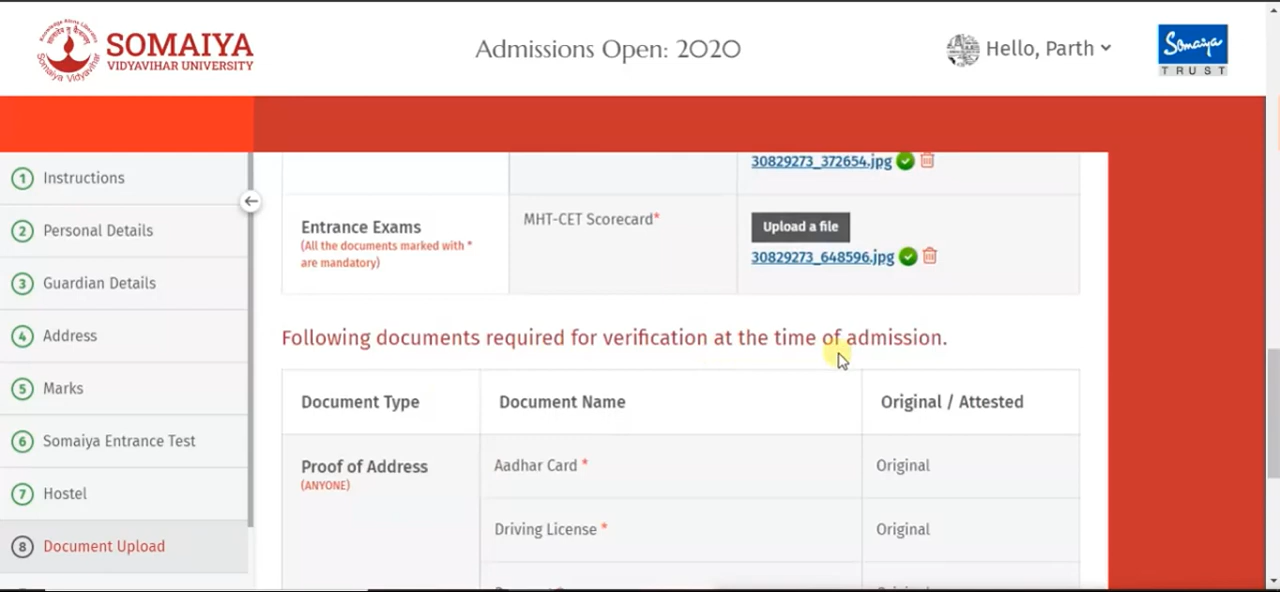 SOMAIYA
VIDYAVIHAR UNIVERSITY
Somaiya Vidyavihar
Admissions Open: 2020
Hello, Parth
Somaiya
TRUST
1 Instructions
2 Personal Details
3 Guardian Details
4 Address
5 Marks
6 Somaiya Entrance Test
7 Hostel
8 Document Upload
30829273_372654.jpg
Entrance Exams
(All the documents marked with *
are mandatory)
MHT-CET Scorecard*
Upload a file
30829273_648596.jpg
Following documents required for verification at the time of admission.
Document Type Document Name Original / Attested
Proof of Address
(ANYONE)
Aadhar Card * Original
Driving License * Original